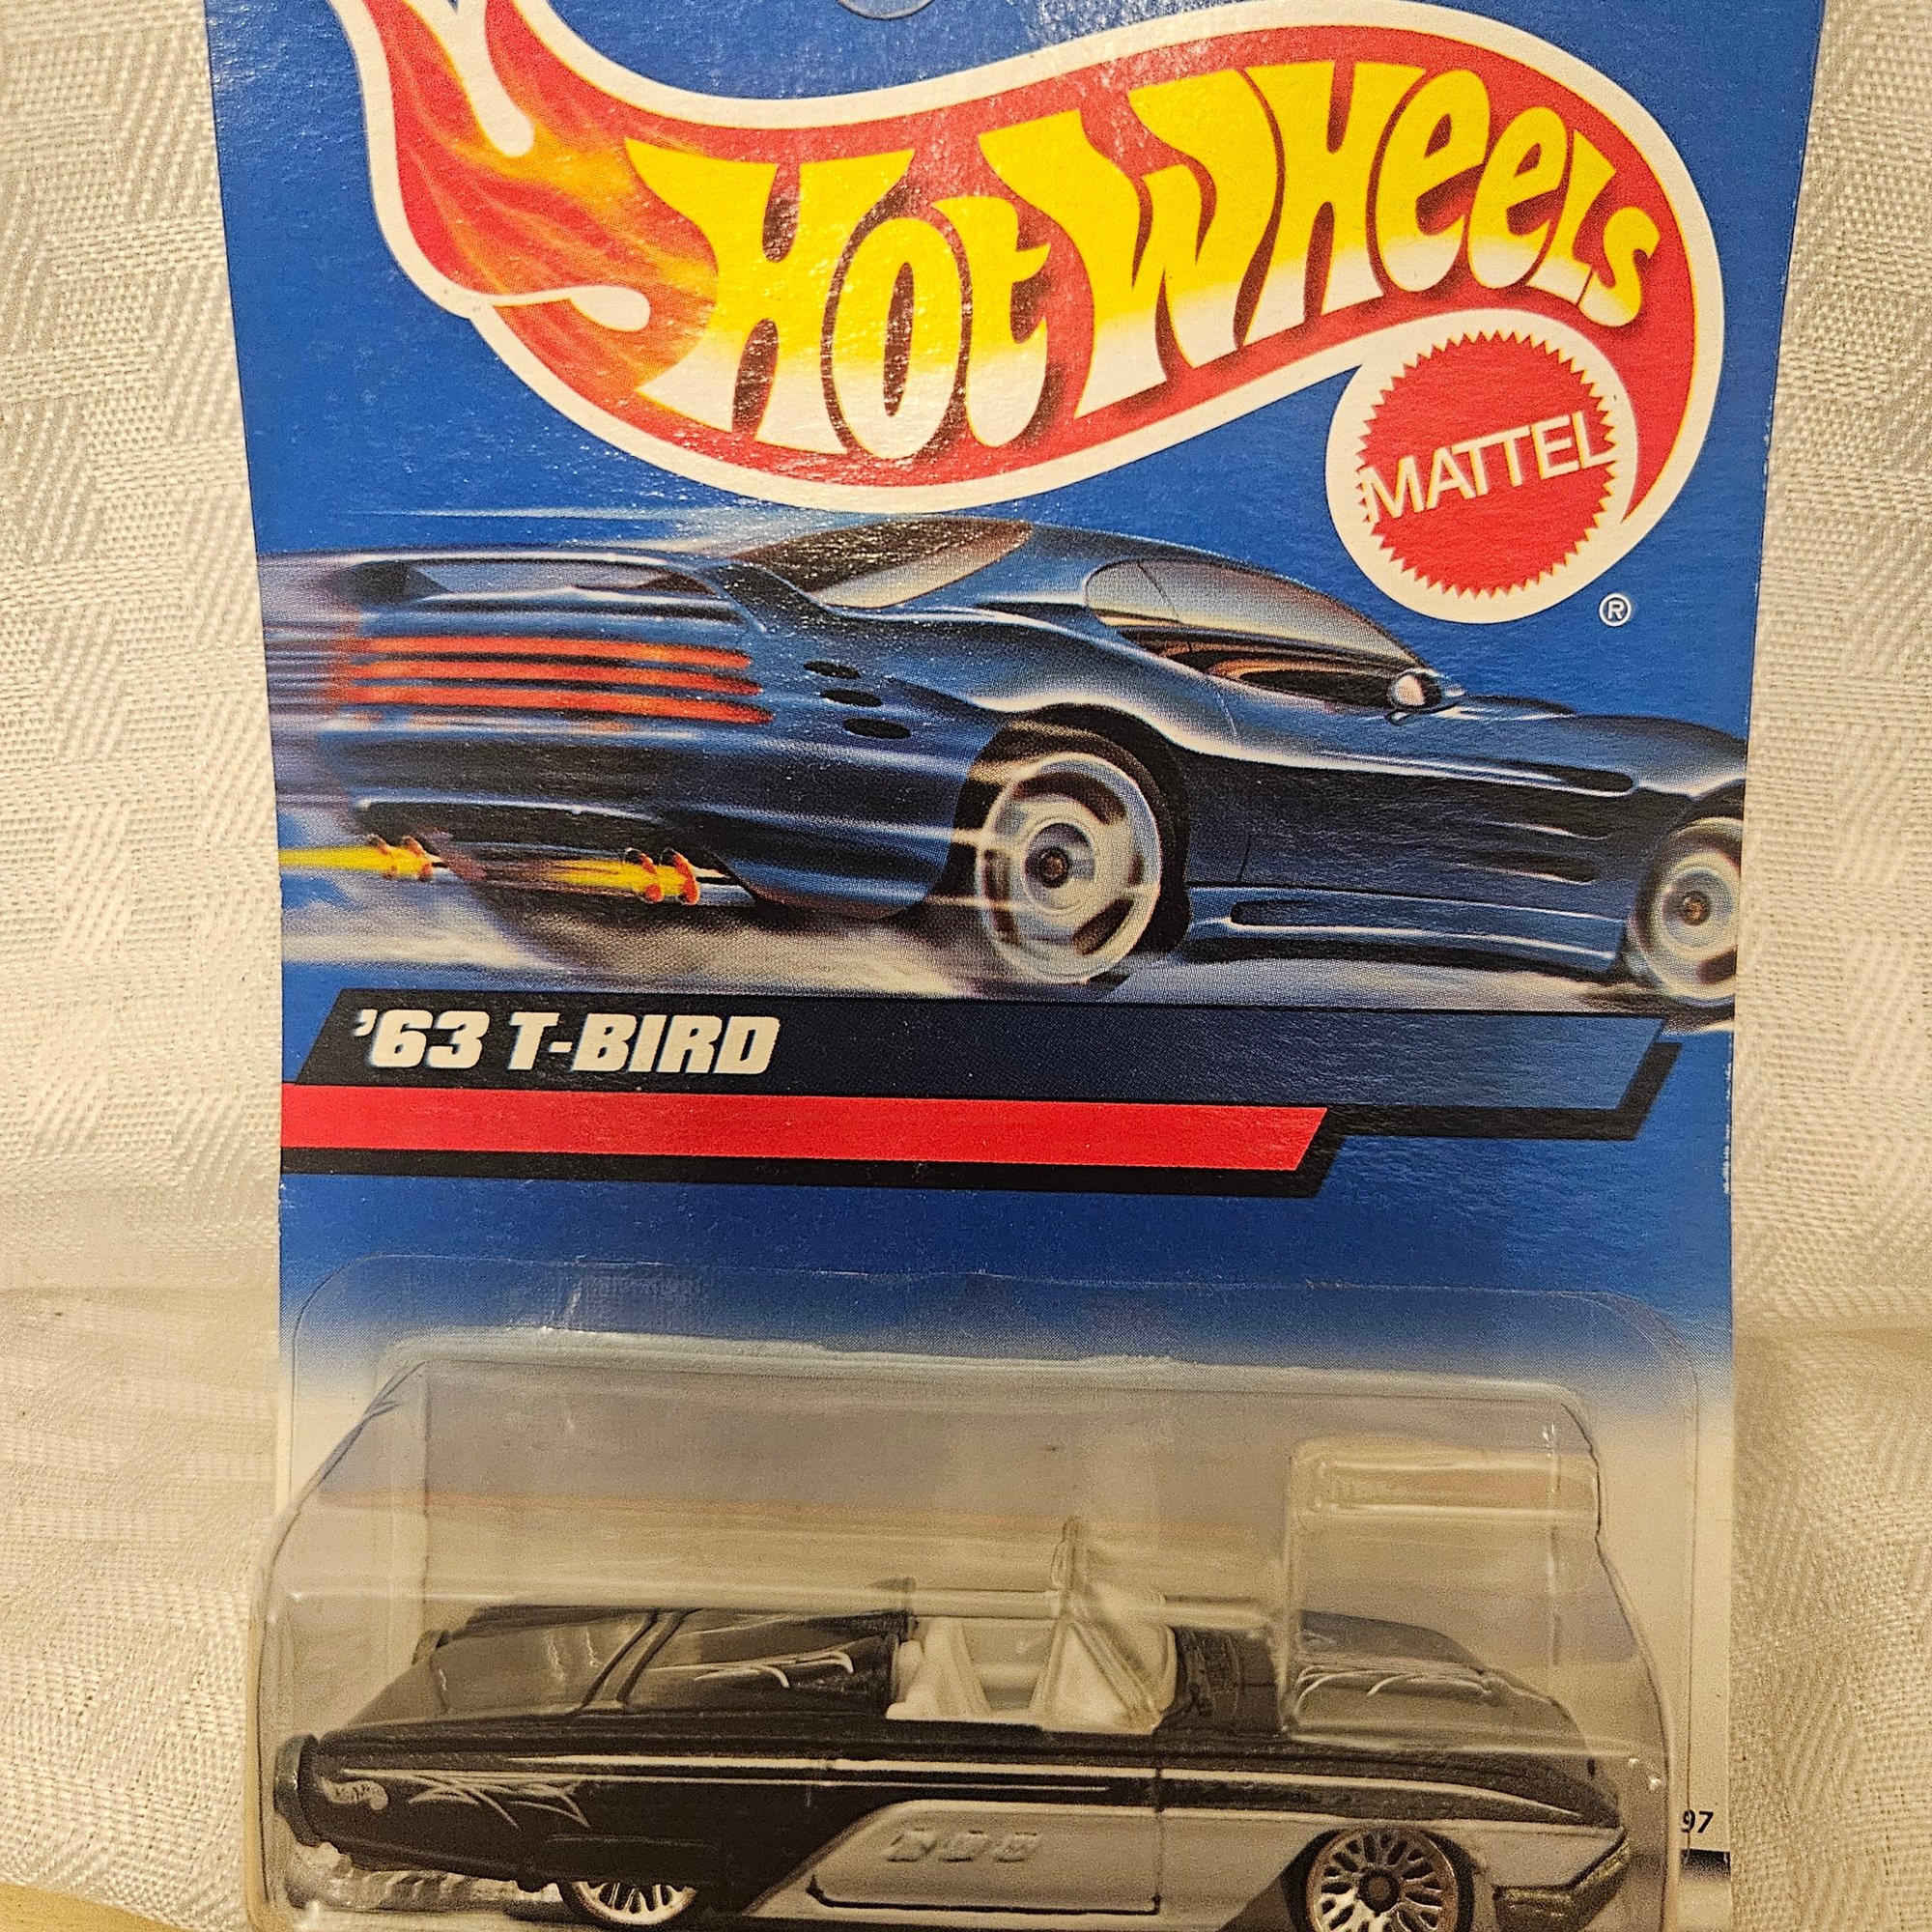 Hot Wheels
MATTEL
®
'63 T-BIRD
97